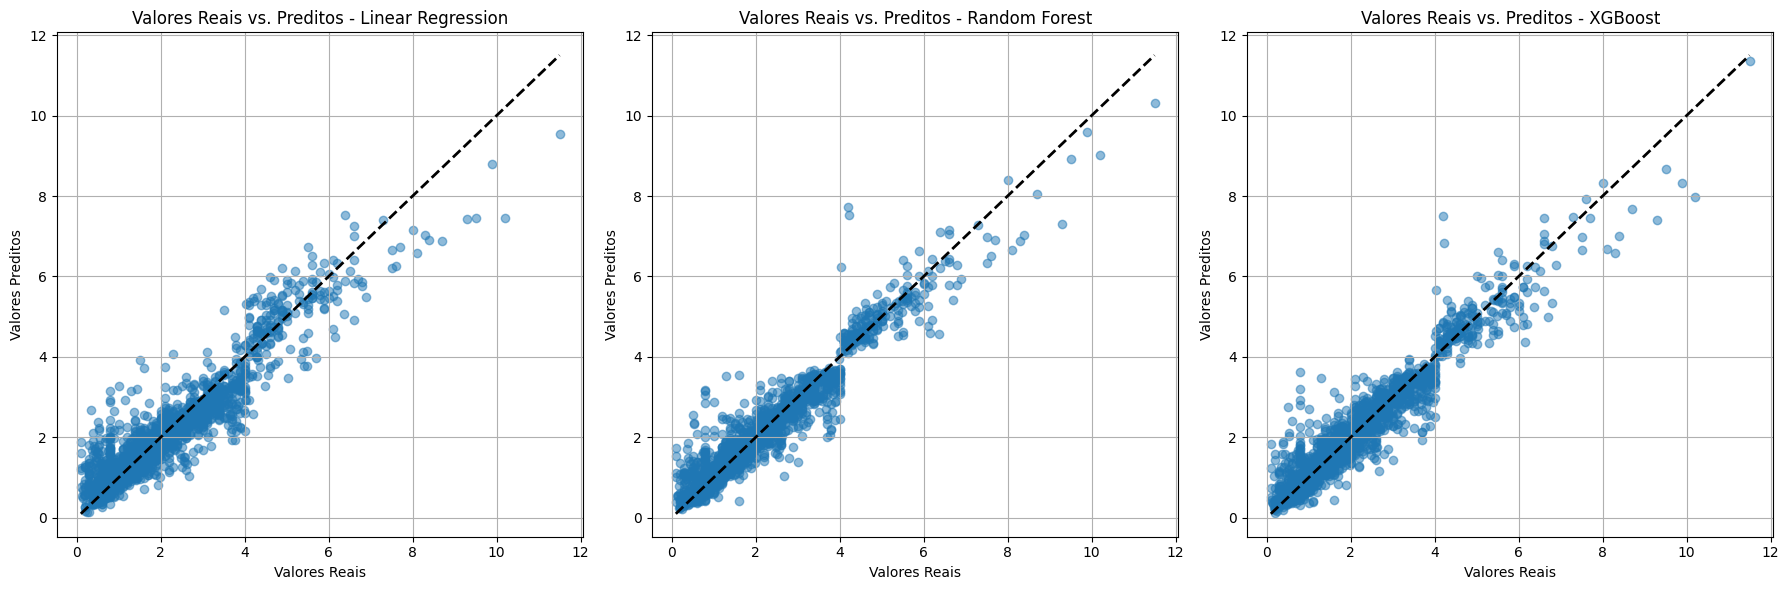 Valores Reais vs. Preditos - Linear Regression
12
10
8
6
4
2
0
Valores Preditos
0 2 4 6 8 10 12
Valores Reais
Valores Reais vs. Preditos - Random Forest
12
10
8
6
4
2
0
Valores Preditos
0 2 4 6 8 10 12
Valores Reais
Valores Reais vs. Preditos - XGBoost
12
10
8
6
4
2
0
Valores Preditos
0 2 4 6 8 10 12
Valores Reais